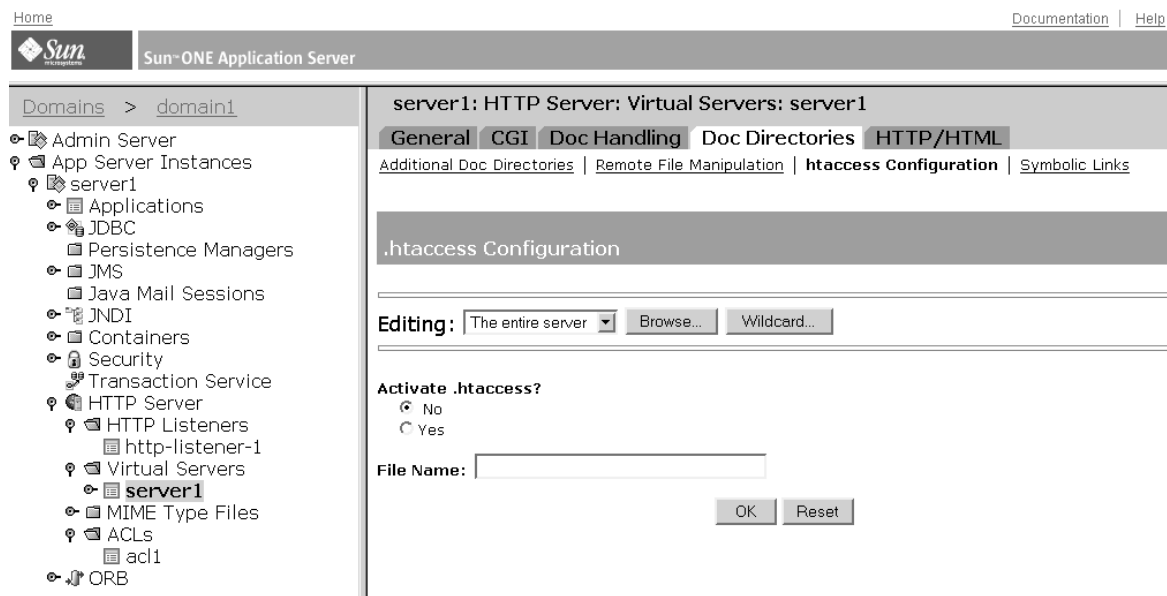 Home
Documentation | Help
Sun
microsystems
Sun™ ONE Application Server
Domains > domain1
Admin Server
App Server Instances
server1
Applications
JDBC
Persistence Managers
JMS
Java Mail Sessions
JNDI
Containers
Security
Transaction Service
HTTP Server
HTTP Listeners
http-listener-1
Virtual Servers
server1
MIME Type Files
ACLs
acl1
ORB
server1: HTTP Server: Virtual Servers: server1
General CGI Doc Handling Doc Directories HTTP/HTML
Additional Doc Directories | Remote File Manipulation | htaccess Configuration | Symbolic Links
.htaccess Configuration
Editing: The entire server Browse... Wildcard...
Activate .htaccess?
No
Yes
File Name:
OK Reset